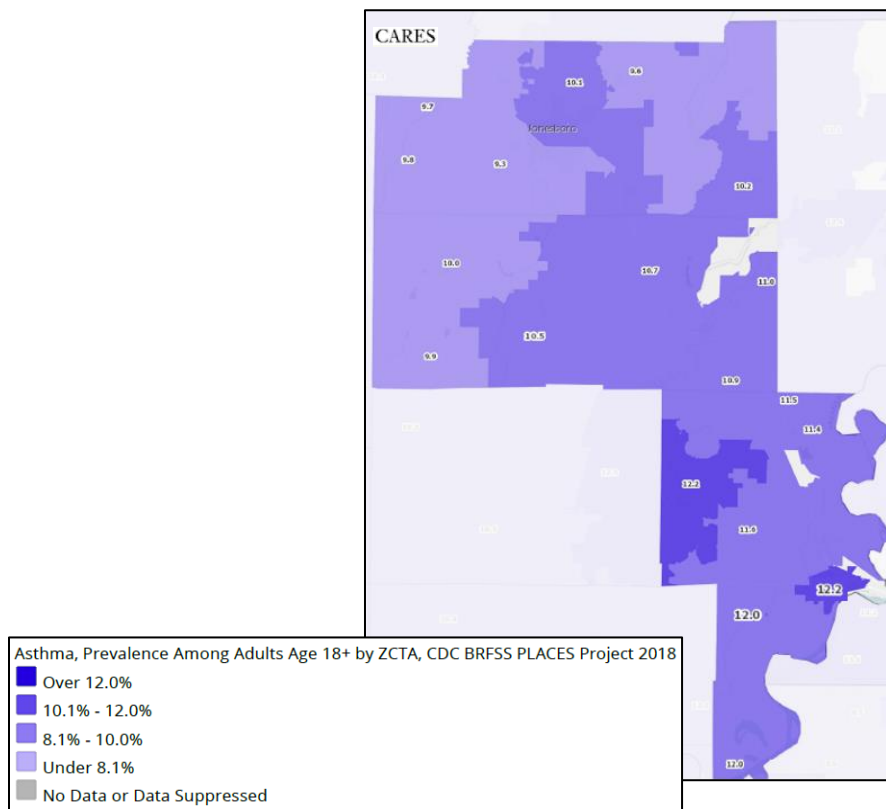 CARES
9.6
10.1
9.7
Jonesboro
9.8
9.3
10.2
10.0
10.7
11.0
10.5
9.9
10.9
11.5
11.4
12.2
11.6
12.2
12.0
12.0
Asthma, Prevalence Among Adults Age 18+ by ZCTA, CDC BRFSS PLACES Project 2018
Over 12.0%
10.1% - 12.0%
8.1% - 10.0%
Under 8.1%
No Data or Data Suppressed